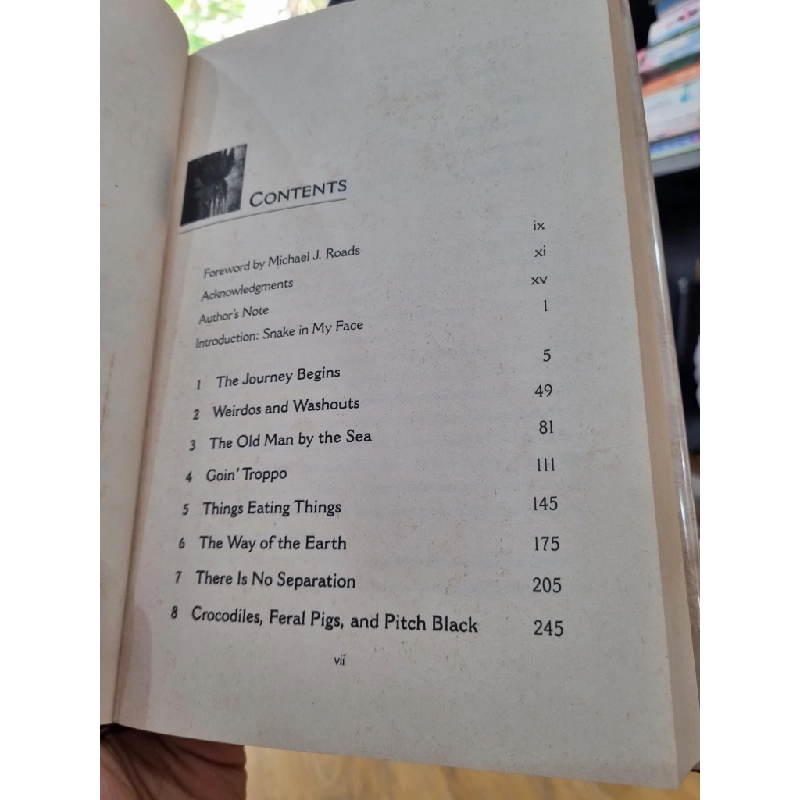 CONTENTS
Foreword by Michael J. Roads ix
Acknowledgments xi
Author's Note xv
Introduction: Snake in My Face 1
1 The Journey Begins 5
2 Weirdos and Washouts 49
3 The Old Man by the Sea 81
4 Goin' Troppo 111
5 Things Eating Things 145
6 The Way of the Earth 175
7 There Is No Separation 205
8 Crocodiles, Feral Pigs, and Pitch Black 245
vii